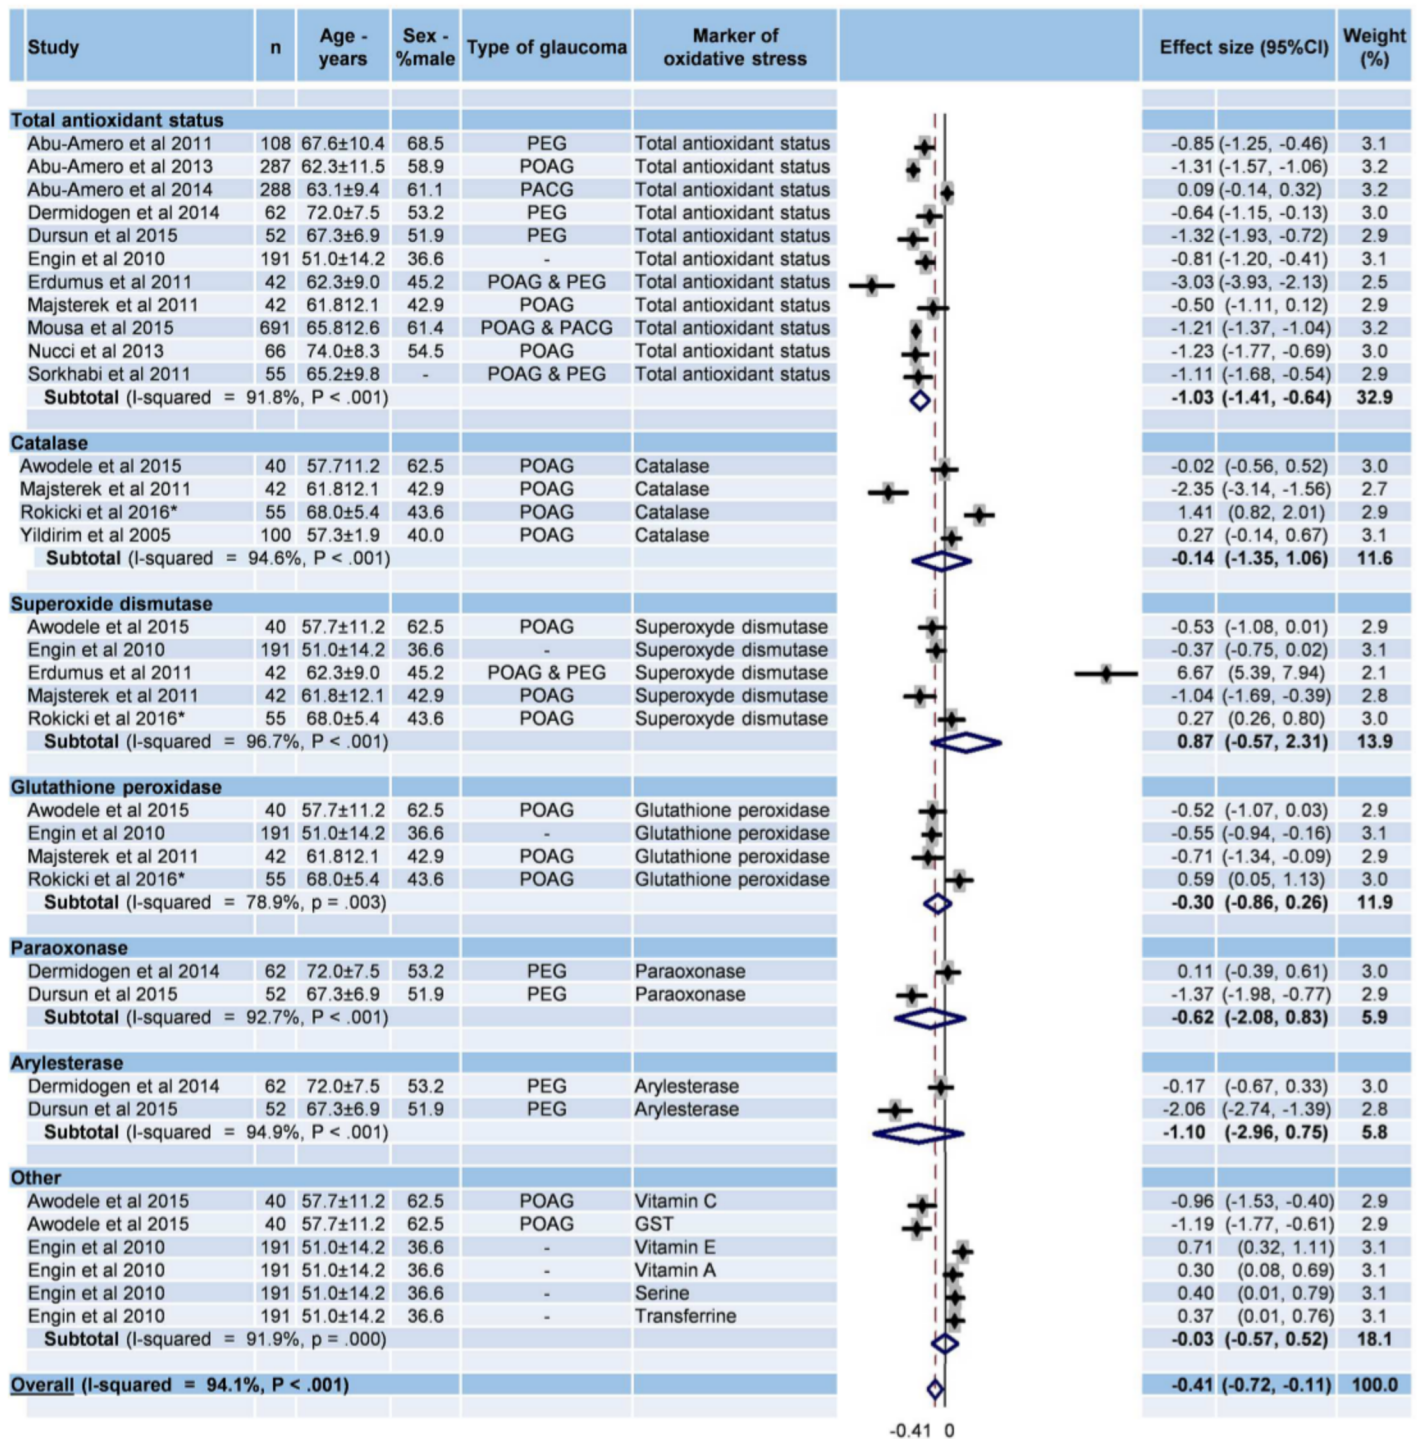 Study n Age - years Sex - %male Type of glaucoma Marker of oxidative stress Effect size (95%CI) Weight (%)
Total antioxidant status
Abu-Amero et al 2011 108 67.6±10.4 68.5 PEG Total antioxidant status -0.85 (-1.25, -0.46) 3.1
Abu-Amero et al 2013 287 62.3±11.5 58.9 POAG Total antioxidant status -1.31 (-1.57, -1.06) 3.2
Abu-Amero et al 2014 288 63.1±9.4 61.1 PACG Total antioxidant status 0.09 (-0.14, 0.32) 3.2
Dermidogen et al 2014 62 72.0±7.5 53.2 PEG Total antioxidant status -0.64 (-1.15, -0.13) 3.0
Dursun et al 2015 52 67.3±6.9 51.9 PEG Total antioxidant status -1.32 (-1.93, -0.72) 2.9
Engin et al 2010 191 51.0±14.2 36.6 - Total antioxidant status -0.81 (-1.20, -0.41) 3.1
Erdumus et al 2011 42 62.3±9.0 45.2 POAG & PEG Total antioxidant status -3.03 (-3.93, -2.13) 2.5
Majsterek et al 2011 42 61.812.1 42.9 POAG Total antioxidant status -0.50 (-1.11, 0.12) 2.9
Mousa et al 2015 691 65.812.6 61.4 POAG & PACG Total antioxidant status -1.21 (-1.37, -1.04) 3.2
Nucci et al 2013 66 74.0±8.3 54.5 POAG Total antioxidant status -1.23 (-1.77, -0.69) 3.0
Sorkhabi et al 2011 55 65.2±9.8 - POAG & PEG Total antioxidant status -1.11 (-1.68, -0.54) 2.9
Subtotal (I-squared = 91.8%, P < .001) -1.03 (-1.41, -0.64) 32.9
Catalase
Awodele et al 2015 40 57.711.2 62.5 POAG Catalase -0.02 (-0.56, 0.52) 3.0
Majsterek et al 2011 42 61.812.1 42.9 POAG Catalase -2.35 (-3.14, -1.56) 2.7
Rokicki et al 2016* 55 68.0±5.4 43.6 POAG Catalase 1.41 (0.82, 2.01) 2.9
Yildirim et al 2005 100 57.3±1.9 40.0 POAG Catalase 0.27 (-0.14, 0.67) 3.1
Subtotal (I-squared = 94.6%, P < .001) -0.14 (-1.35, 1.06) 11.6
Superoxide dismutase
Awodele et al 2015 40 57.7±11.2 62.5 POAG Superoxyde dismutase -0.53 (-1.08, 0.01) 2.9
Engin et al 2010 191 51.0±14.2 36.6 - Superoxyde dismutase -0.37 (-0.75, 0.02) 3.1
Erdumus et al 2011 42 62.3±9.0 45.2 POAG & PEG Superoxyde dismutase 6.67 (5.39, 7.94) 2.1
Majsterek et al 2011 42 61.8±12.1 42.9 POAG Superoxyde dismutase -1.04 (-1.69, -0.39) 2.8
Rokicki et al 2016* 55 68.0±5.4 43.6 POAG Superoxyde dismutase 0.27 (0.26, 0.80) 3.0
Subtotal (I-squared = 96.7%, P < .001) 0.87 (-0.57, 2.31) 13.9
Glutathione peroxidase
Awodele et al 2015 40 57.7±11.2 62.5 POAG Glutathione peroxidase -0.52 (-1.07, 0.03) 2.9
Engin et al 2010 191 51.0±14.2 36.6 - Glutathione peroxidase -0.55 (-0.94, -0.16) 3.1
Majsterek et al 2011 42 61.812.1 42.9 POAG Glutathione peroxidase -0.71 (-1.34, -0.09) 2.9
Rokicki et al 2016* 55 68.0±5.4 43.6 POAG Glutathione peroxidase 0.59 (0.05, 1.13) 3.0
Subtotal (I-squared = 78.9%, p = .003) -0.30 (-0.86, 0.26) 11.9
Paraoxonase
Dermidogen et al 2014 62 72.0±7.5 53.2 PEG Paraoxonase 0.11 (-0.39, 0.61) 3.0
Dursun et al 2015 52 67.3±6.9 51.9 PEG Paraoxonase -1.37 (-1.98, -0.77) 2.9
Subtotal (I-squared = 92.7%, P < .001) -0.62 (-2.08, 0.83) 5.9
Arylesterase
Dermidogen et al 2014 62 72.0±7.5 53.2 PEG Arylesterase -0.17 (-0.67, 0.33) 3.0
Dursun et al 2015 52 67.3±6.9 51.9 PEG Arylesterase -2.06 (-2.74, -1.39) 2.8
Subtotal (I-squared = 94.9%, P < .001) -1.10 (-2.96, 0.75) 5.8
Other
Awodele et al 2015 40 57.7±11.2 62.5 POAG Vitamin C -0.96 (-1.53, -0.40) 2.9
Awodele et al 2015 40 57.7±11.2 62.5 POAG GST -1.19 (-1.77, -0.61) 2.9
Engin et al 2010 191 51.0±14.2 36.6 - Vitamin E 0.71 (0.32, 1.11) 3.1
Engin et al 2010 191 51.0±14.2 36.6 - Vitamin A 0.30 (0.08, 0.69) 3.1
Engin et al 2010 191 51.0±14.2 36.6 - Serine 0.40 (0.01, 0.79) 3.1
Engin et al 2010 191 51.0±14.2 36.6 - Transferrine 0.37 (0.01, 0.76) 3.1
Subtotal (I-squared = 91.9%, p = .000) -0.03 (-0.57, 0.52) 18.1
Overall (I-squared = 94.1%, P < .001) -0.41 (-0.72, -0.11) 100.0
-0.41 0